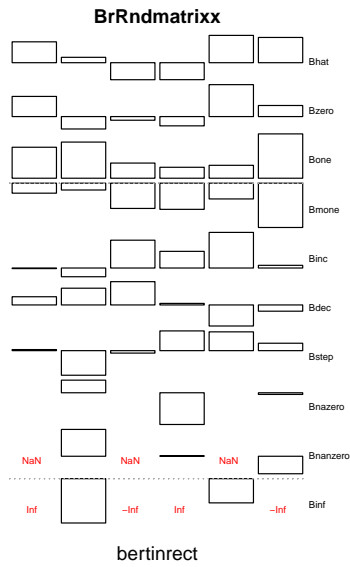 BrRndmatrixx
Bhat
Bzero
Bone
Bmone
Binc
Bdec
Bstep
Bnazero
NaN NaN NaN Bnanzero
Inf −Inf Inf −Inf Binf
bertinrect